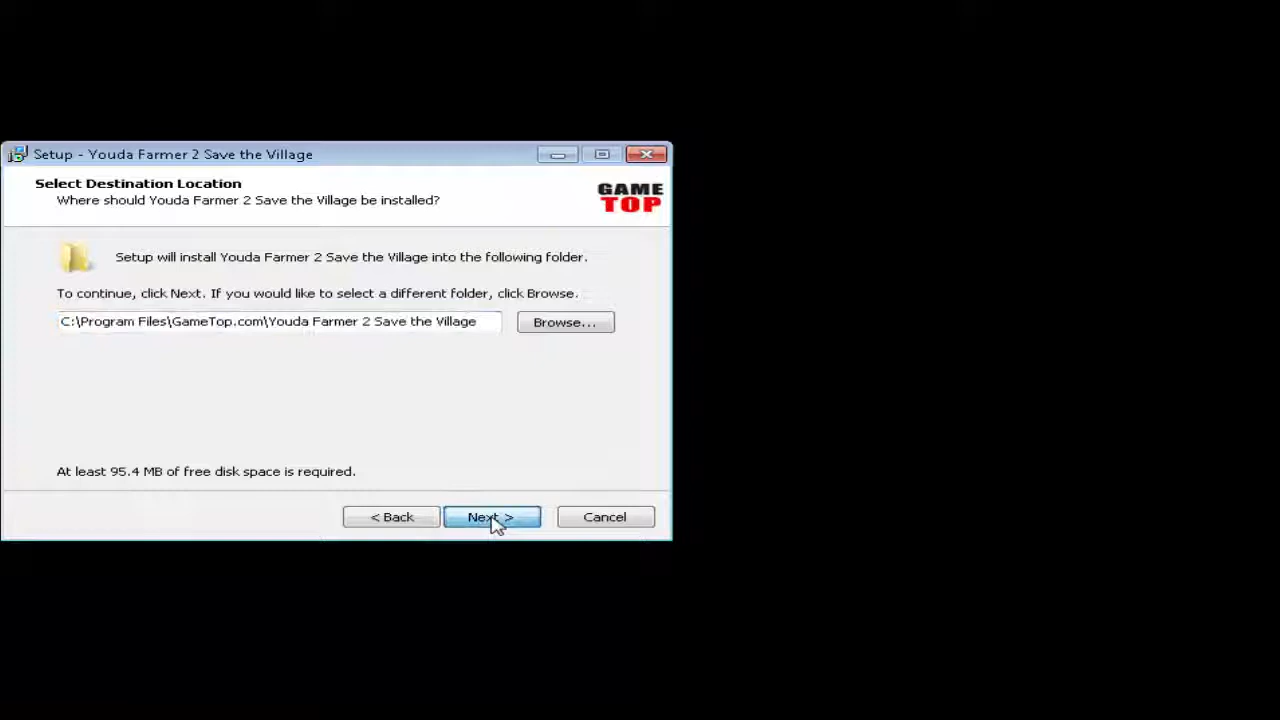 Setup - Youda Farmer 2 Save the Village
Select Destination Location
Where should Youda Farmer 2 Save the Village be installed?
GAME
TOP
Setup will install Youda Farmer 2 Save the Village into the following folder.
To continue, click Next. If you would like to select a different folder, click Browse.
C:\Program Files\GameTop.com\Youda Farmer 2 Save the Village
Browse...
At least 95.4 MB of free disk space is required.
< Back
Next >
Cancel